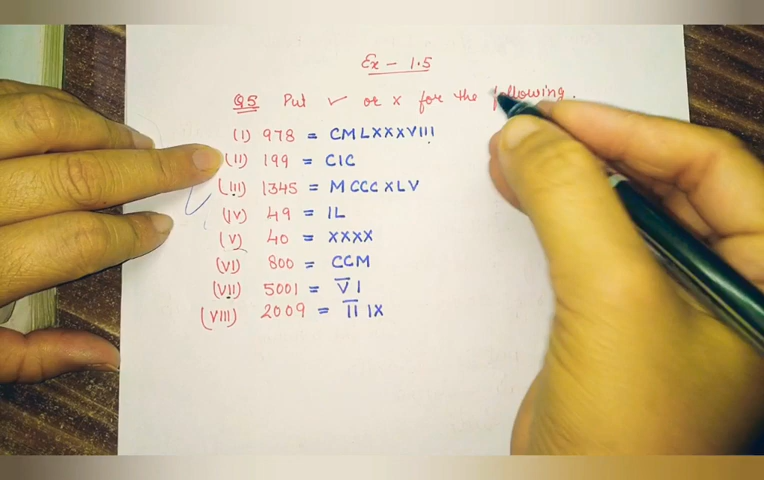 Ex - 1.5
Q5 Put ✓ or x for the following.
(I) 978 = CMLXXXVIII
(II) 199 = CIC
(III) 1345 = MCCCXLV
(IV) 49 = IL
(V) 40 = XXXX
(VI) 800 = CCM
(VII) 5001 = V̅I
(VIII) 2009 = I̅I̅ IX